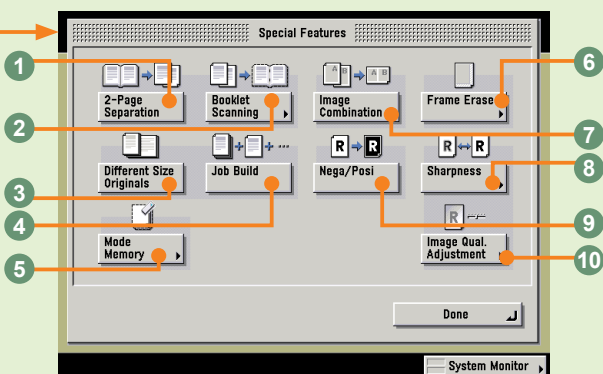 Special Features
1
2-Page
Separation
2
Booklet
Scanning
A B
A B
Image
Combination
7
Frame Erase
6
3
Different Size
Originals
4
Job Build
R R
Nega/Posi
9
R R
Sharpness
8
5
Mode
Memory
R
Image Qual.
Adjustment
10
Done
System Monitor